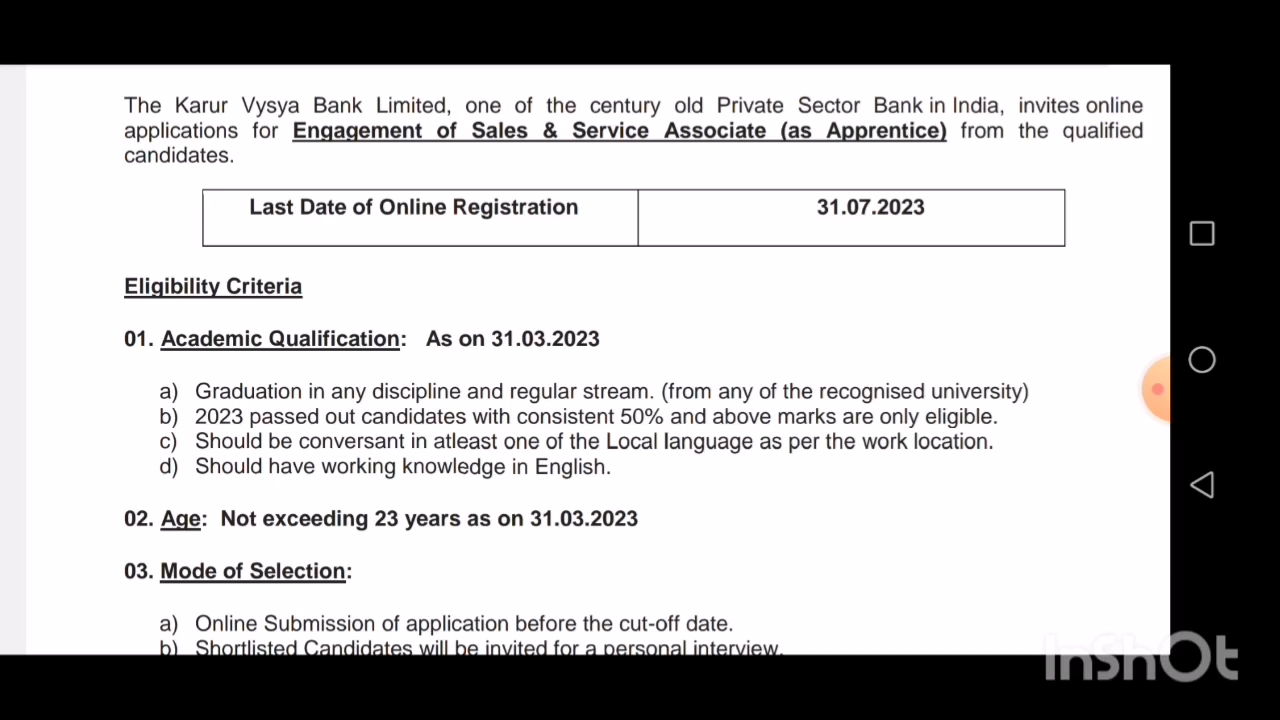 The Karur Vysya Bank Limited, one of the century old Private Sector Bank in India, invites online
applications for Engagement of Sales & Service Associate (as Apprentice) from the qualified
candidates.
Last Date of Online Registration 31.07.2023
Eligibility Criteria
01. Academic Qualification: As on 31.03.2023
a) Graduation in any discipline and regular stream. (from any of the recognised university)
b) 2023 passed out candidates with consistent 50% and above marks are only eligible.
c) Should be conversant in atleast one of the Local language as per the work location.
d) Should have working knowledge in English.
02. Age: Not exceeding 23 years as on 31.03.2023
03. Mode of Selection:
a) Online Submission of application before the cut-off date.
b) Shortlisted Candidates will be invited for a personal interview.
InShOt